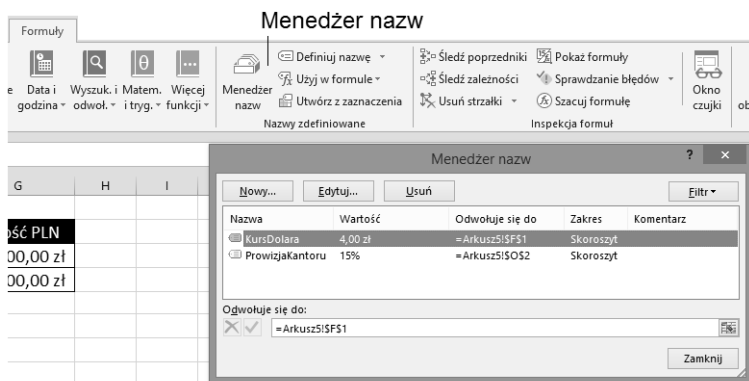 Menedżer nazw
Formuły
e Data i godzina
Wyszuk. i odwoł.
Matem. i tryg.
Więcej funkcji
Menedżer nazw
Definiuj nazwę
Użyj w formule
Utwórz z zaznaczenia
Nazwy zdefiniowane
Śledź poprzedniki
Śledź zależności
Usuń strzałki
Pokaż formuły
Sprawdzanie błędów
Szacuj formułę
Inspekcja formuł
Okno czujki
ob
G H I
ość PLN
00,00 zł
00,00 zł
Menedżer nazw ? ×
Nowy... Edytuj... Usuń Filtr
Nazwa Wartość Odwołuje się do Zakres Komentarz
KursDolara 4,00 zł =Arkusz5!$F$1 Skoroszyt
ProwizjaKantoru 15% =Arkusz5!$O$2 Skoroszyt
Odwołuje się do:
=Arkusz5!$F$1
Zamknij